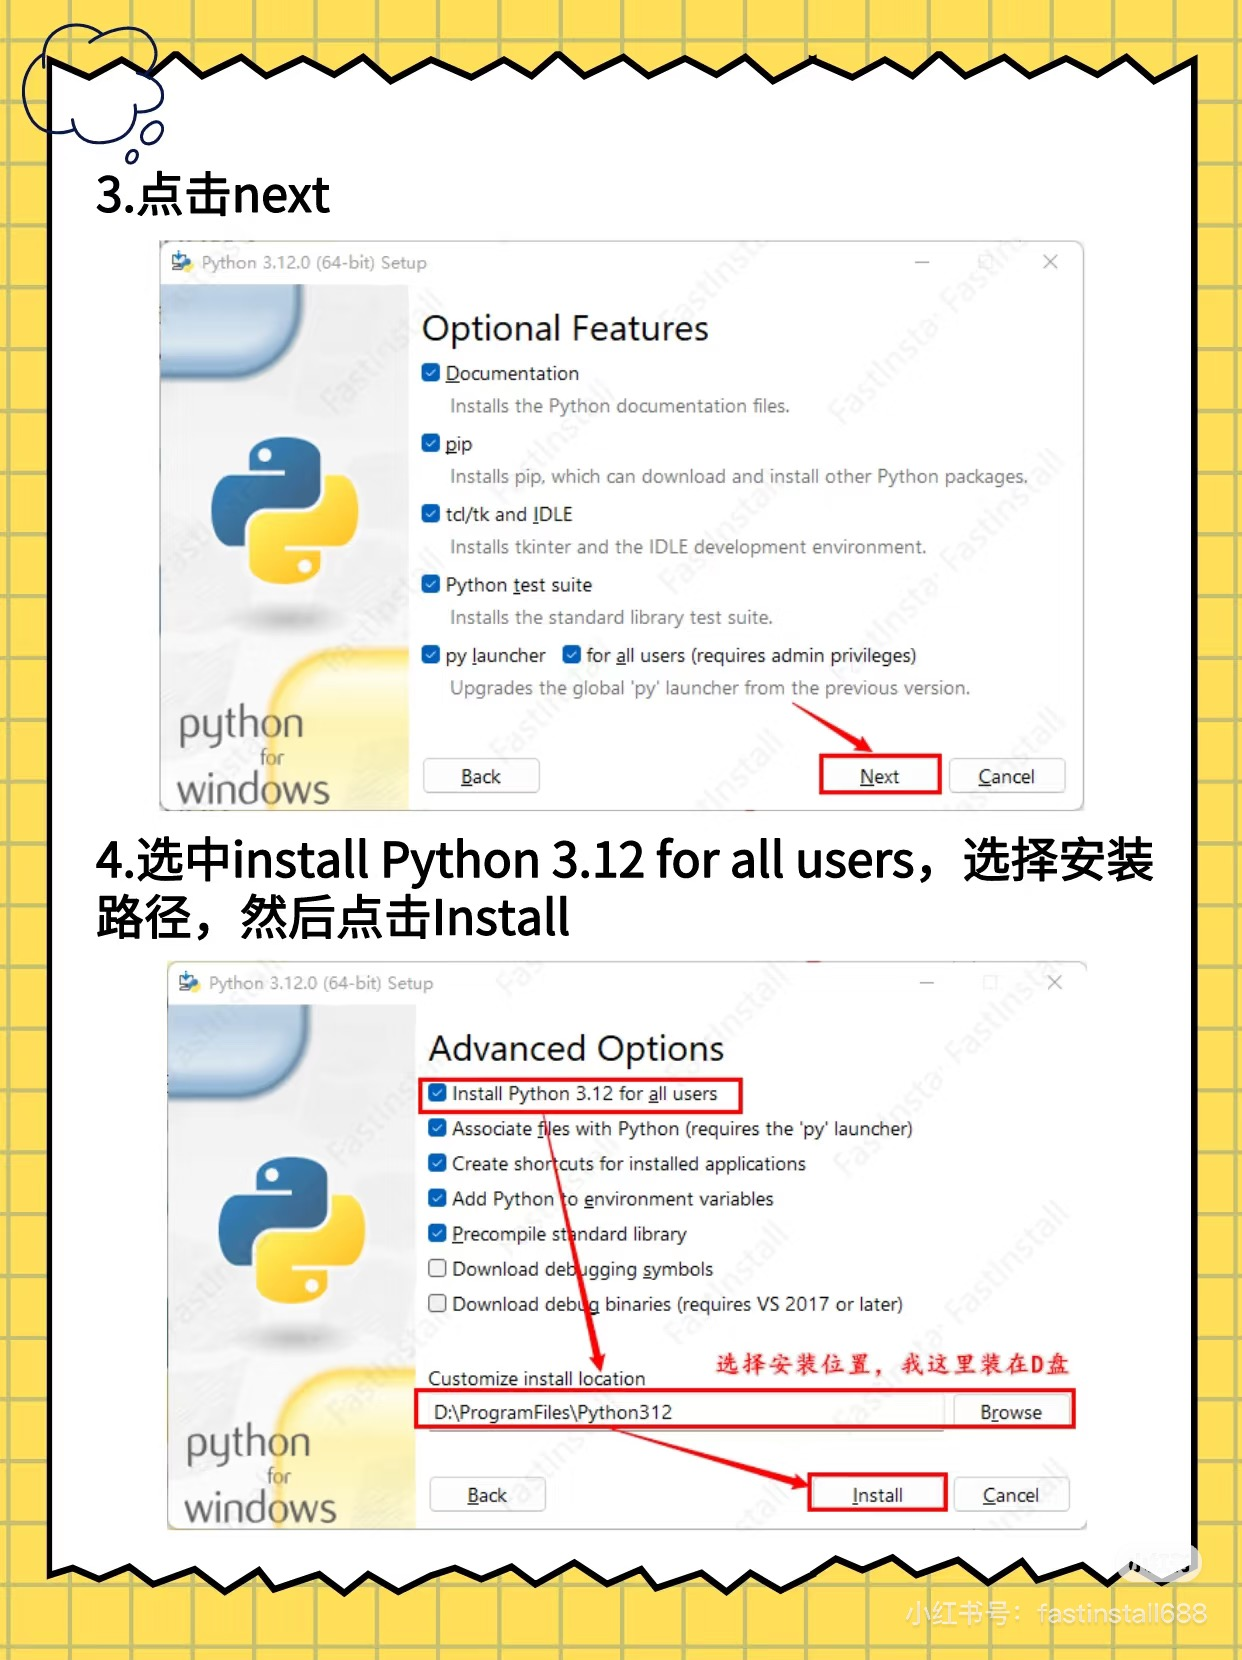 3.点击next
Python 3.12.0 (64-bit) Setup
Optional Features
Documentation
Installs the Python documentation files.
pip
Installs pip, which can download and install other Python packages.
tcl/tk and IDLE
Installs tkinter and the IDLE development environment.
Python test suite
Installs the standard library test suite.
py launcher for all users (requires admin privileges)
Upgrades the global 'py' launcher from the previous version.
python
for
windows
Back Next Cancel
4.选中install Python 3.12 for all users，选择安装
路径，然后点击Install
Python 3.12.0 (64-bit) Setup
Advanced Options
Install Python 3.12 for all users
Associate files with Python (requires the 'py' launcher)
Create shortcuts for installed applications
Add Python to environment variables
Precompile standard library
Download debugging symbols
Download debug binaries (requires VS 2017 or later)
选择安装位置，我这里装在D盘
Customize install location
D:\ProgramFiles\Python312 Browse
python
for
windows
Back Install Cancel
小红书号：fastinstall688